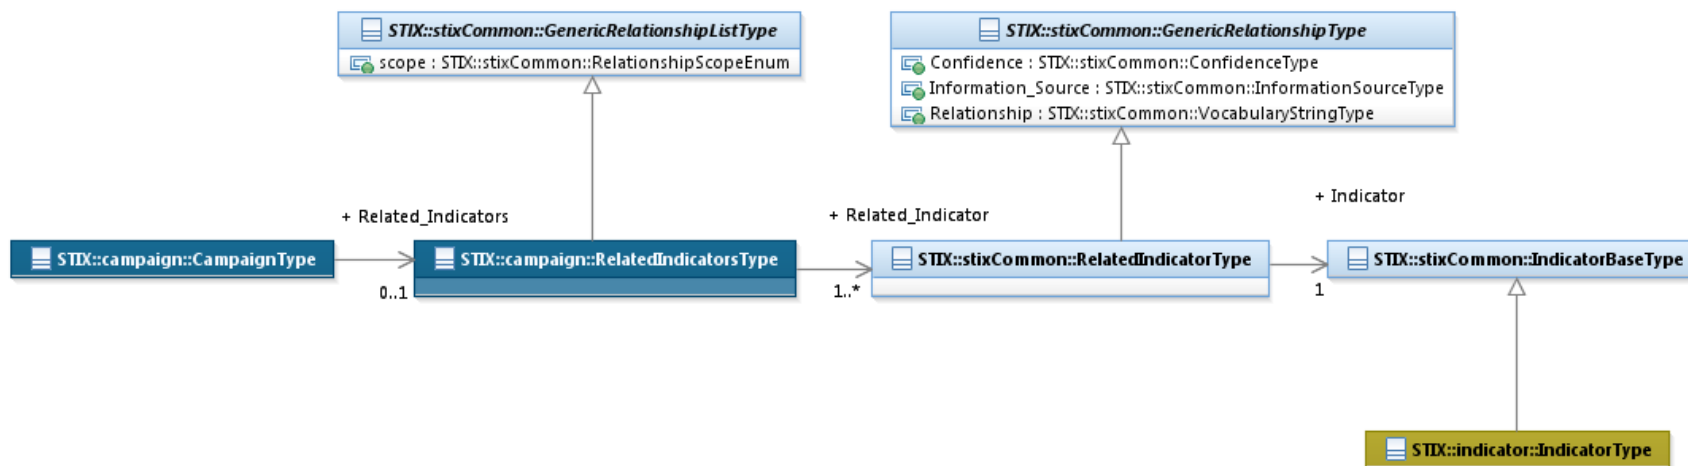 STIX::stixCommon::GenericRelationshipListType
scope : STIX::stixCommon::RelationshipScopeEnum
STIX::stixCommon::GenericRelationshipType
Confidence : STIX::stixCommon::ConfidenceType
Information_Source : STIX::stixCommon::InformationSourceType
Relationship : STIX::stixCommon::VocabularyStringType
+ Related_Indicators
+ Related_Indicator
+ Indicator
STIX::campaign::CampaignType
STIX::campaign::RelatedIndicatorsType
STIX::stixCommon::RelatedIndicatorType
STIX::stixCommon::IndicatorBaseType
0..1
1..*
1
STIX::indicator::IndicatorType